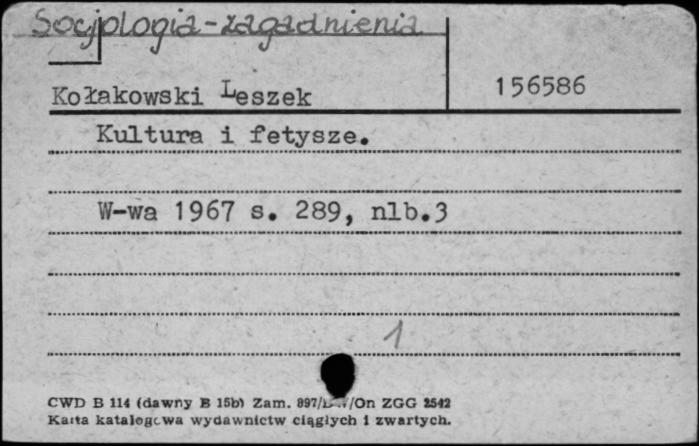 Socjologia - zagadnienia
Kołakowski Leszek
156586
Kultura i fetysze.
W-wa 1967 s. 289, nlb.3
1
CWD B 114 (dawny B 15b) Zam. 897/ /On ZGG 2542
Karta katalogowa wydawnictw ciągłych i zwartych.